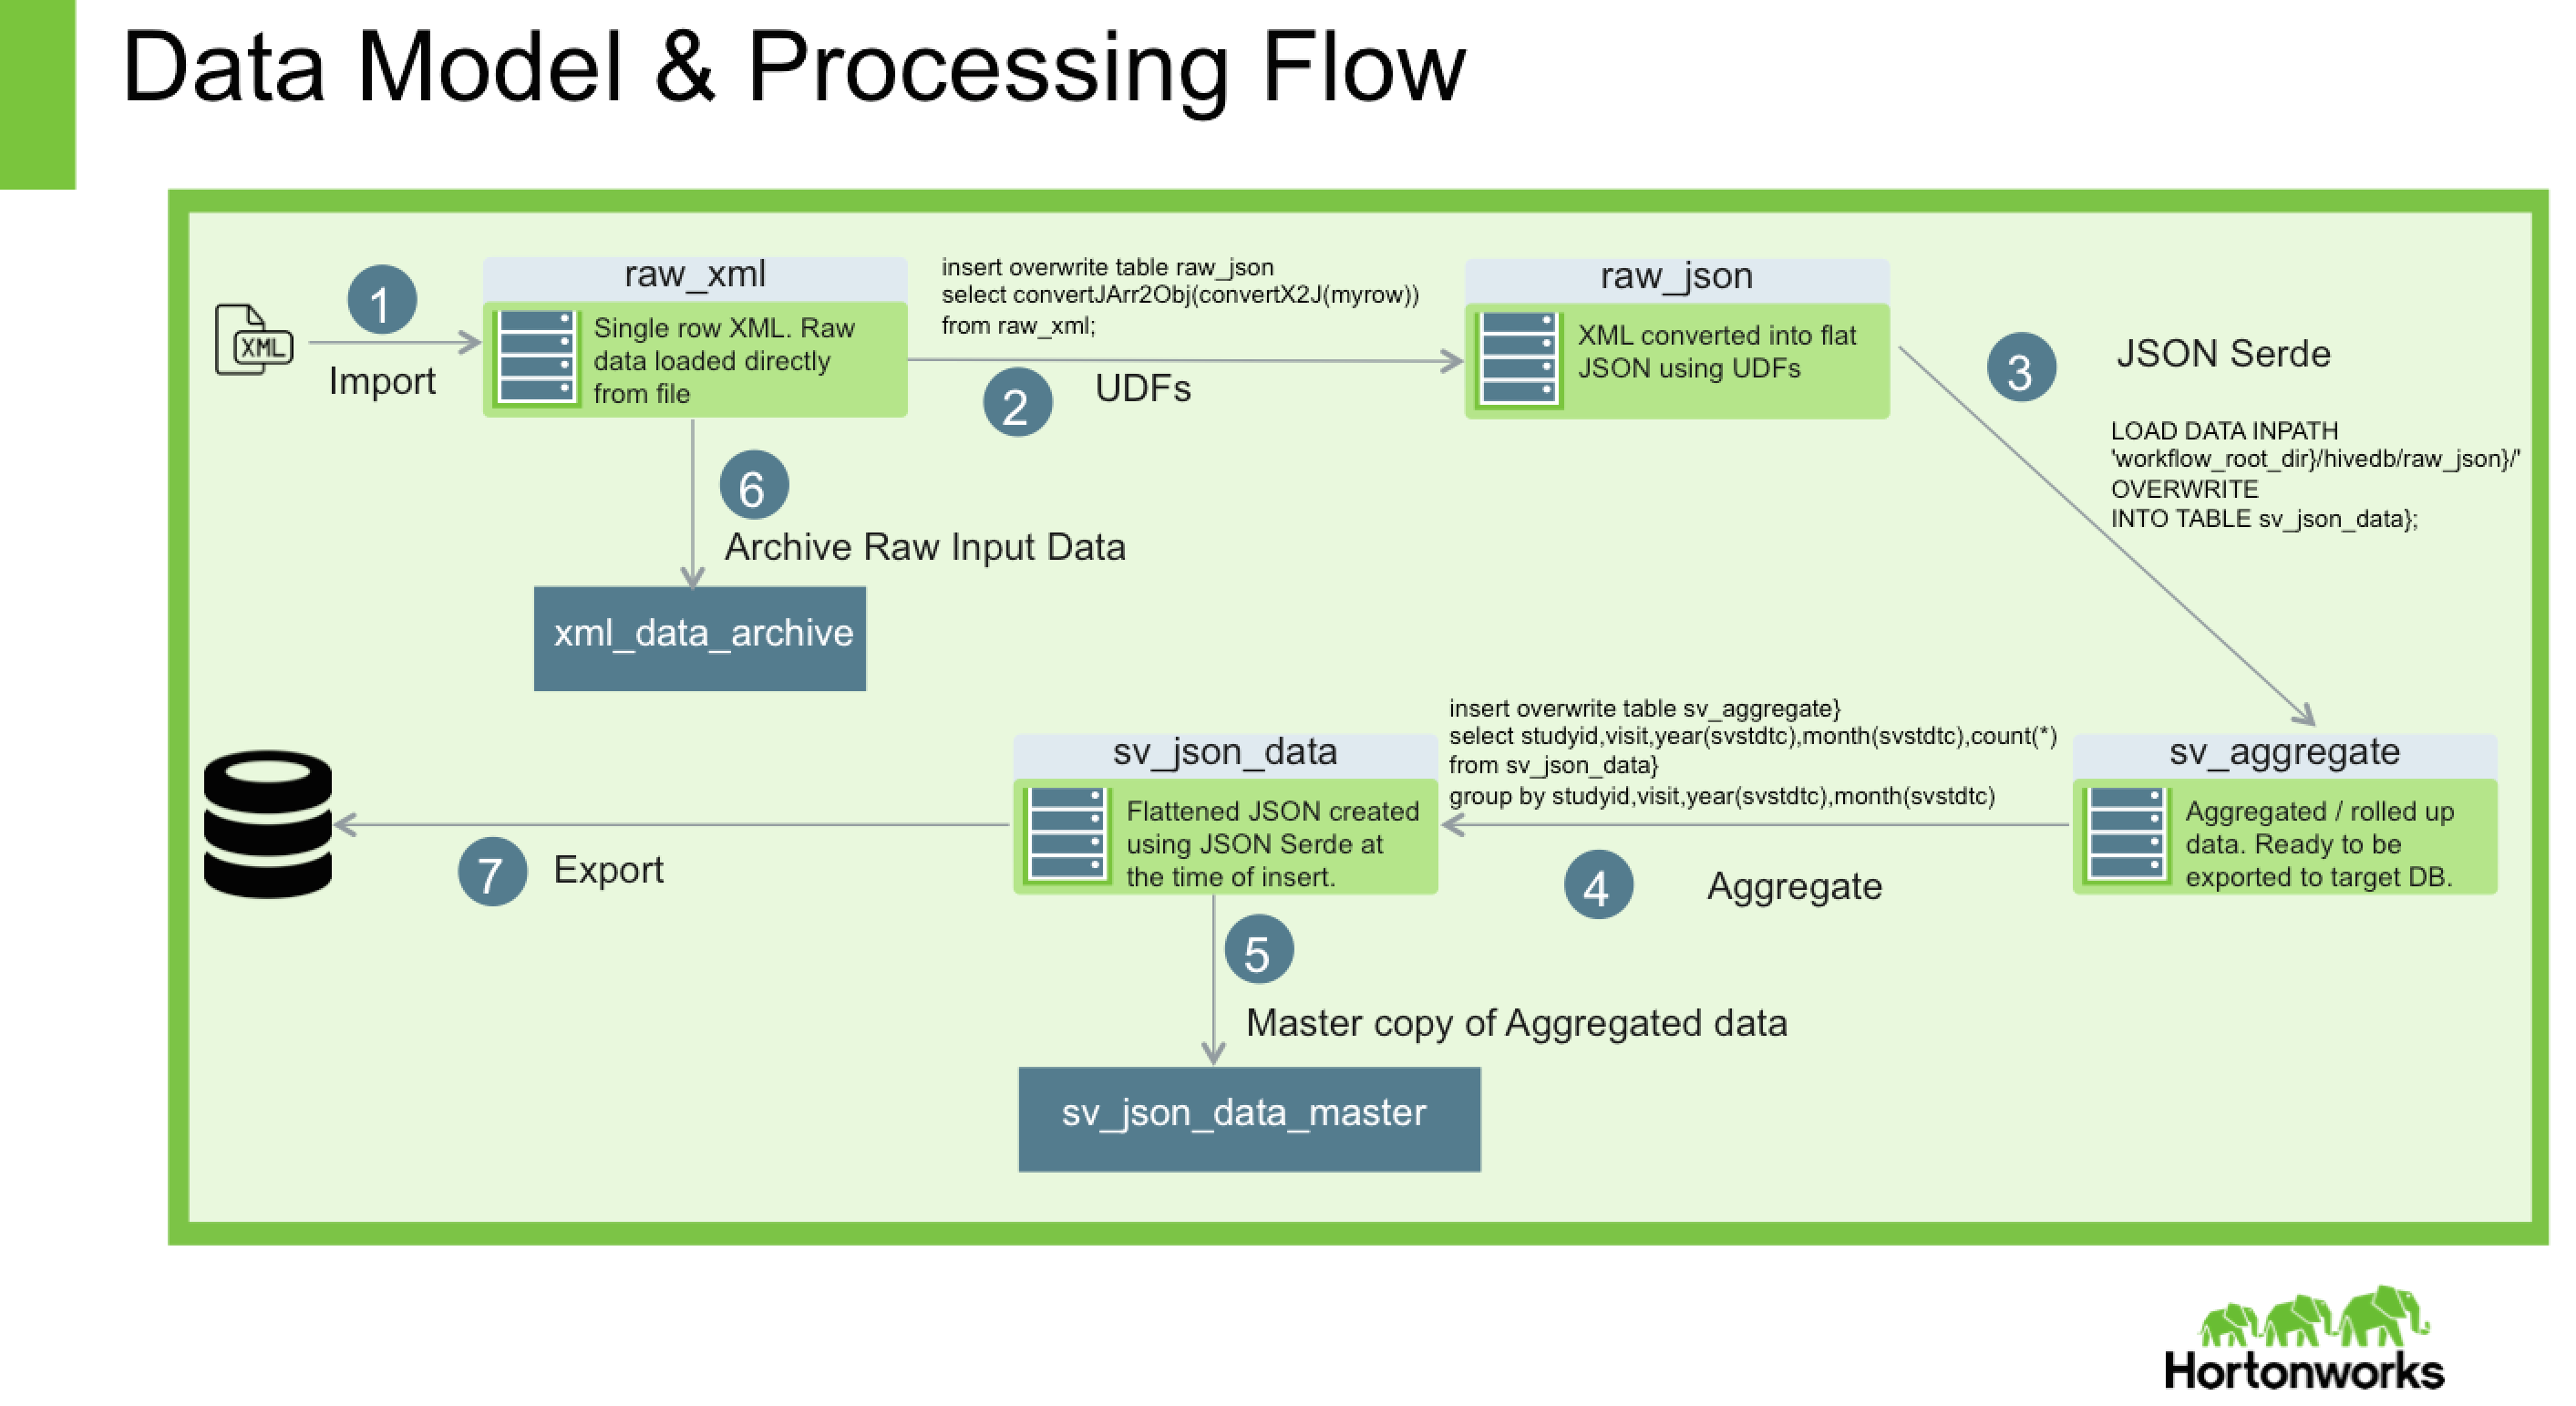 Data Model & Processing Flow
1
XML
Import
raw_xml
Single row XML. Raw
data loaded directly
from file
insert overwrite table raw_json
select convertJArr2Obj(convertX2J(myrow))
from raw_xml;
2
UDFs
raw_json
XML converted into flat
JSON using UDFs
3
JSON Serde
LOAD DATA INPATH
'workflow_root_dir}/hivedb/raw_json}/'
OVERWRITE
INTO TABLE sv_json_data};
6
Archive Raw Input Data
xml_data_archive
7
Export
sv_json_data
Flattened JSON created
using JSON Serde at
the time of insert.
insert overwrite table sv_aggregate}
select studyid,visit,year(svstdtc),month(svstdtc),count(*)
from sv_json_data}
group by studyid,visit,year(svstdtc),month(svstdtc)
4
Aggregate
sv_aggregate
Aggregated / rolled up
data. Ready to be
exported to target DB.
5
Master copy of Aggregated data
sv_json_data_master
Hortonworks